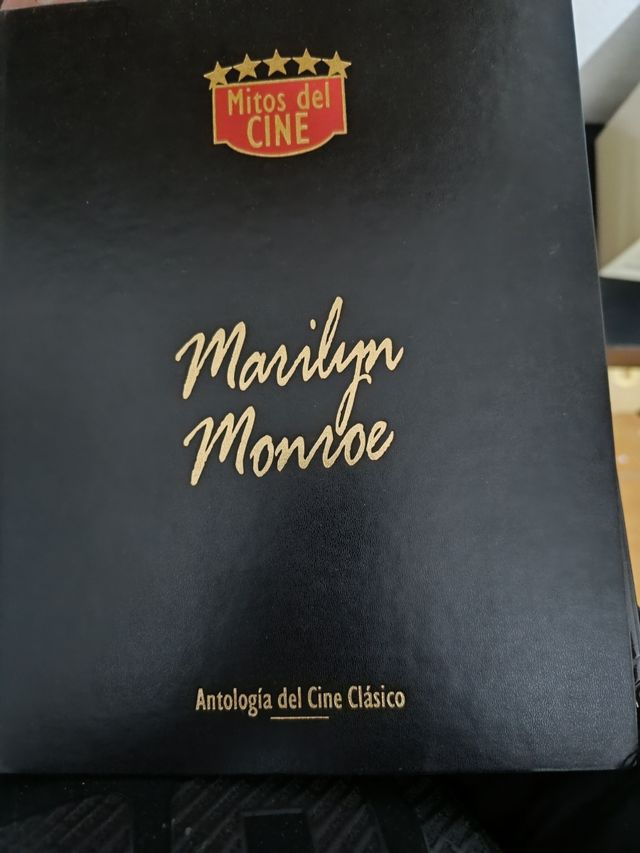 Mitos del
CINE
Marilyn
Monroe
Antología del Cine Clásico